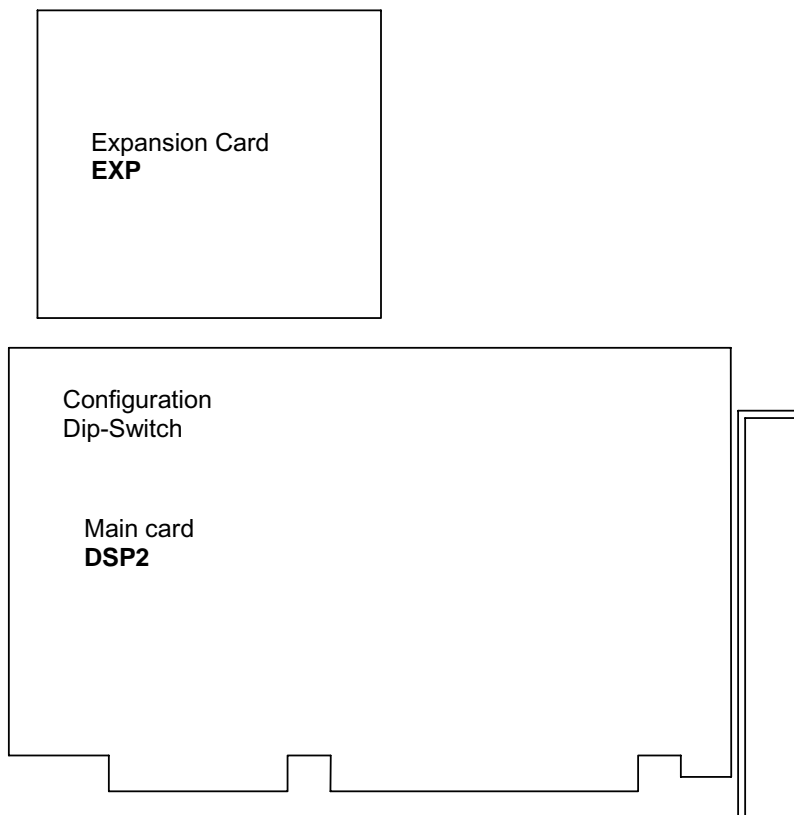 Expansion Card
EXP
Configuration
Dip-Switch
Main card
DSP2